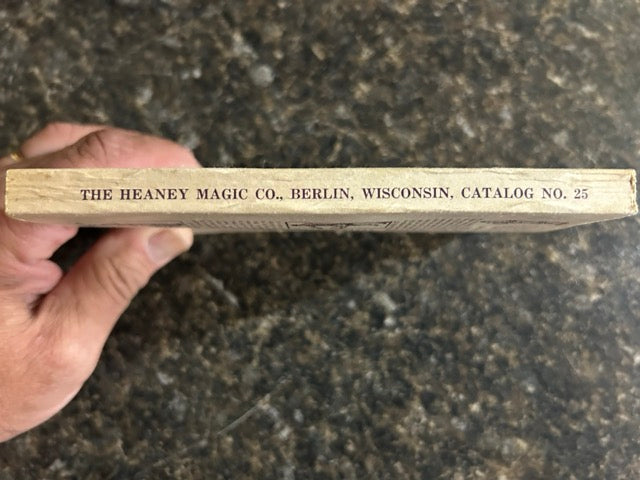 THE HEANEY MAGIC CO., BERLIN, WISCONSIN, CATALOG NO. 25